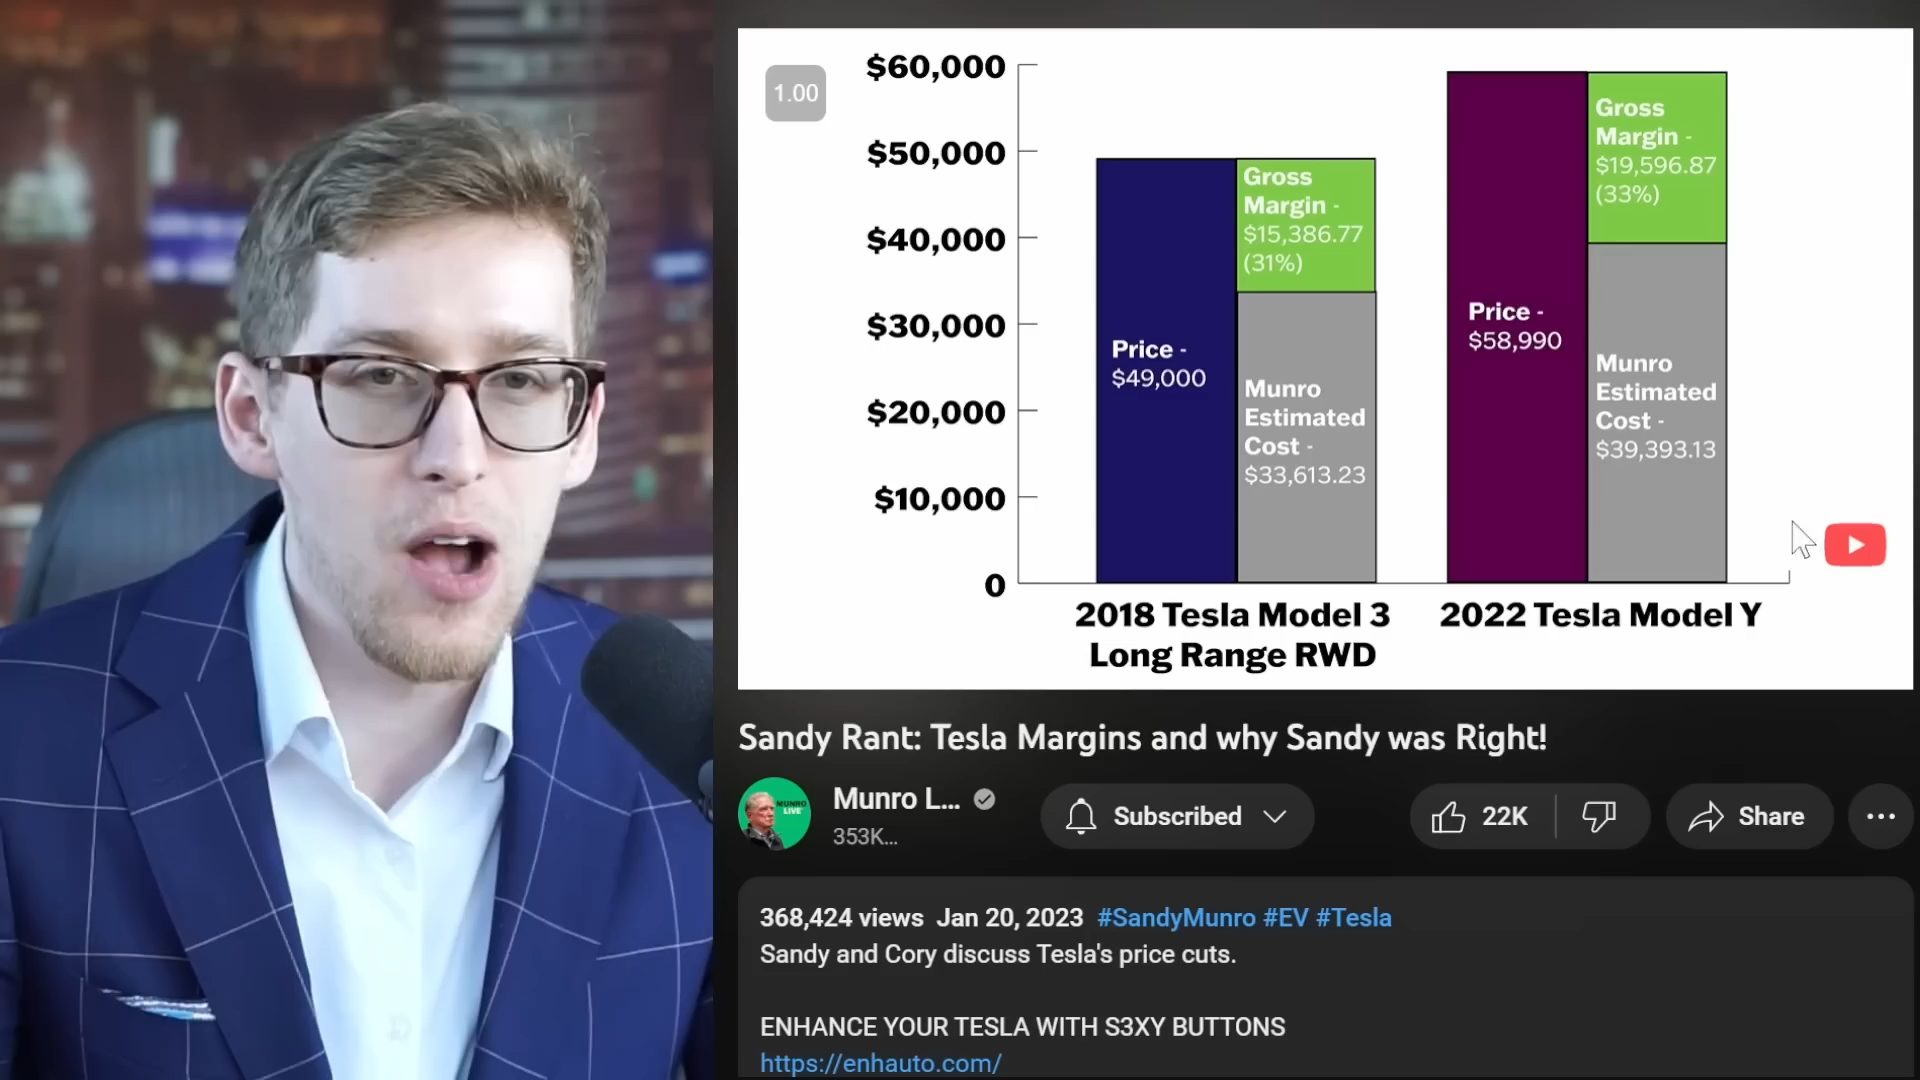 1.00
$60,000
$50,000
$40,000
$30,000
$20,000
$10,000
0
Price -
$49,000
Gross
Margin -
$15,386.77
(31%)
Munro
Estimated
Cost -
$33,613.23
Price -
$58,990
Gross
Margin -
$19,596.87
(33%)
Munro
Estimated
Cost -
$39,393.13
2018 Tesla Model 3
Long Range RWD
2022 Tesla Model Y
Sandy Rant: Tesla Margins and why Sandy was Right!
MUNRO
LIVE
Munro L...
353K...
Subscribed
22K
Share
368,424 views Jan 20, 2023 #SandyMunro #EV #Tesla
Sandy and Cory discuss Tesla's price cuts.
ENHANCE YOUR TESLA WITH S3XY BUTTONS
https://enhauto.com/